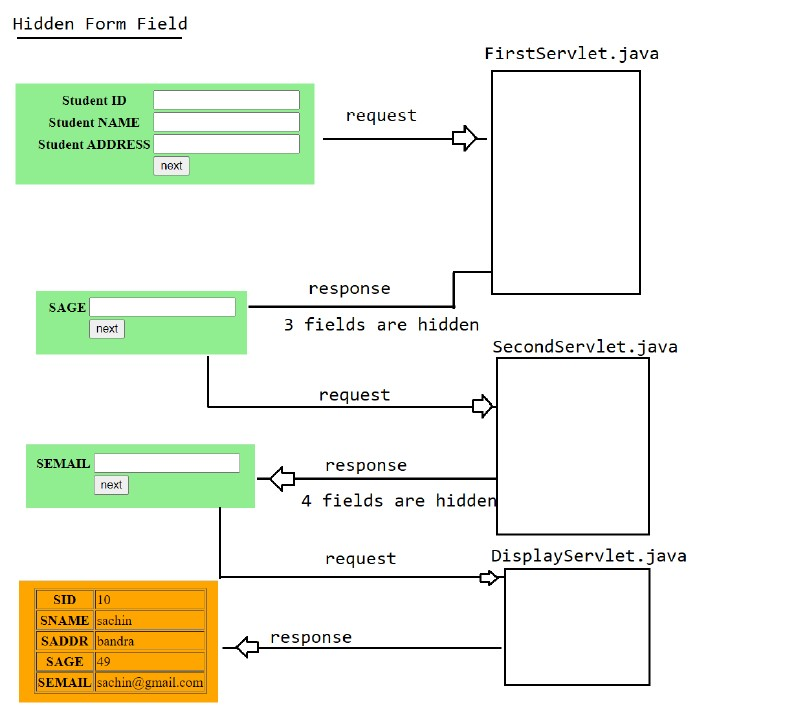 Hidden Form Field
FirstServlet.java
Student ID
Student NAME
Student ADDRESS
next
request
response
3 fields are hidden
SAGE
next
SecondServlet.java
request
SEMAIL
next
response
4 fields are hidden
request
DisplayServlet.java
SID 10
SNAME sachin
SADDR bandra
SAGE 49
SEMAIL sachin@gmail.com
response